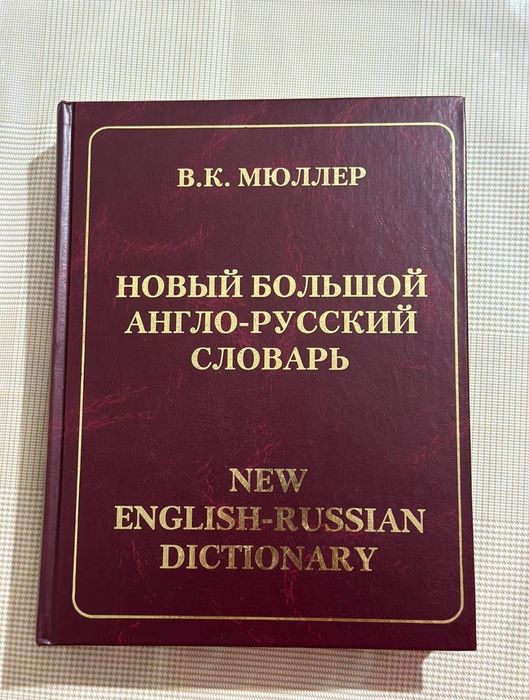 В.К. МЮЛЛЕР
НОВЫЙ БОЛЬШОЙ
АНГЛО-РУССКИЙ
СЛОВАРЬ
NEW
ENGLISH-RUSSIAN
DICTIONARY